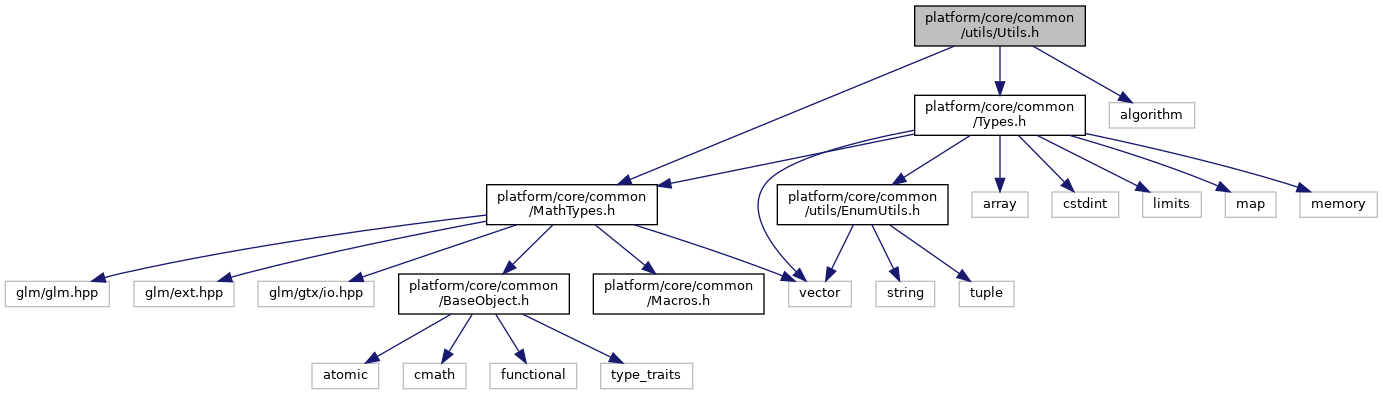 platform/core/common
/utils/Utils.h
platform/core/common
/Types.h
algorithm
platform/core/common
/MathTypes.h
platform/core/common
/utils/EnumUtils.h
array
cstdint
limits
map
memory
glm/glm.hpp
glm/ext.hpp
glm/gtx/io.hpp
platform/core/common
/BaseObject.h
platform/core/common
/Macros.h
vector
string
tuple
atomic
cmath
functional
type_traits